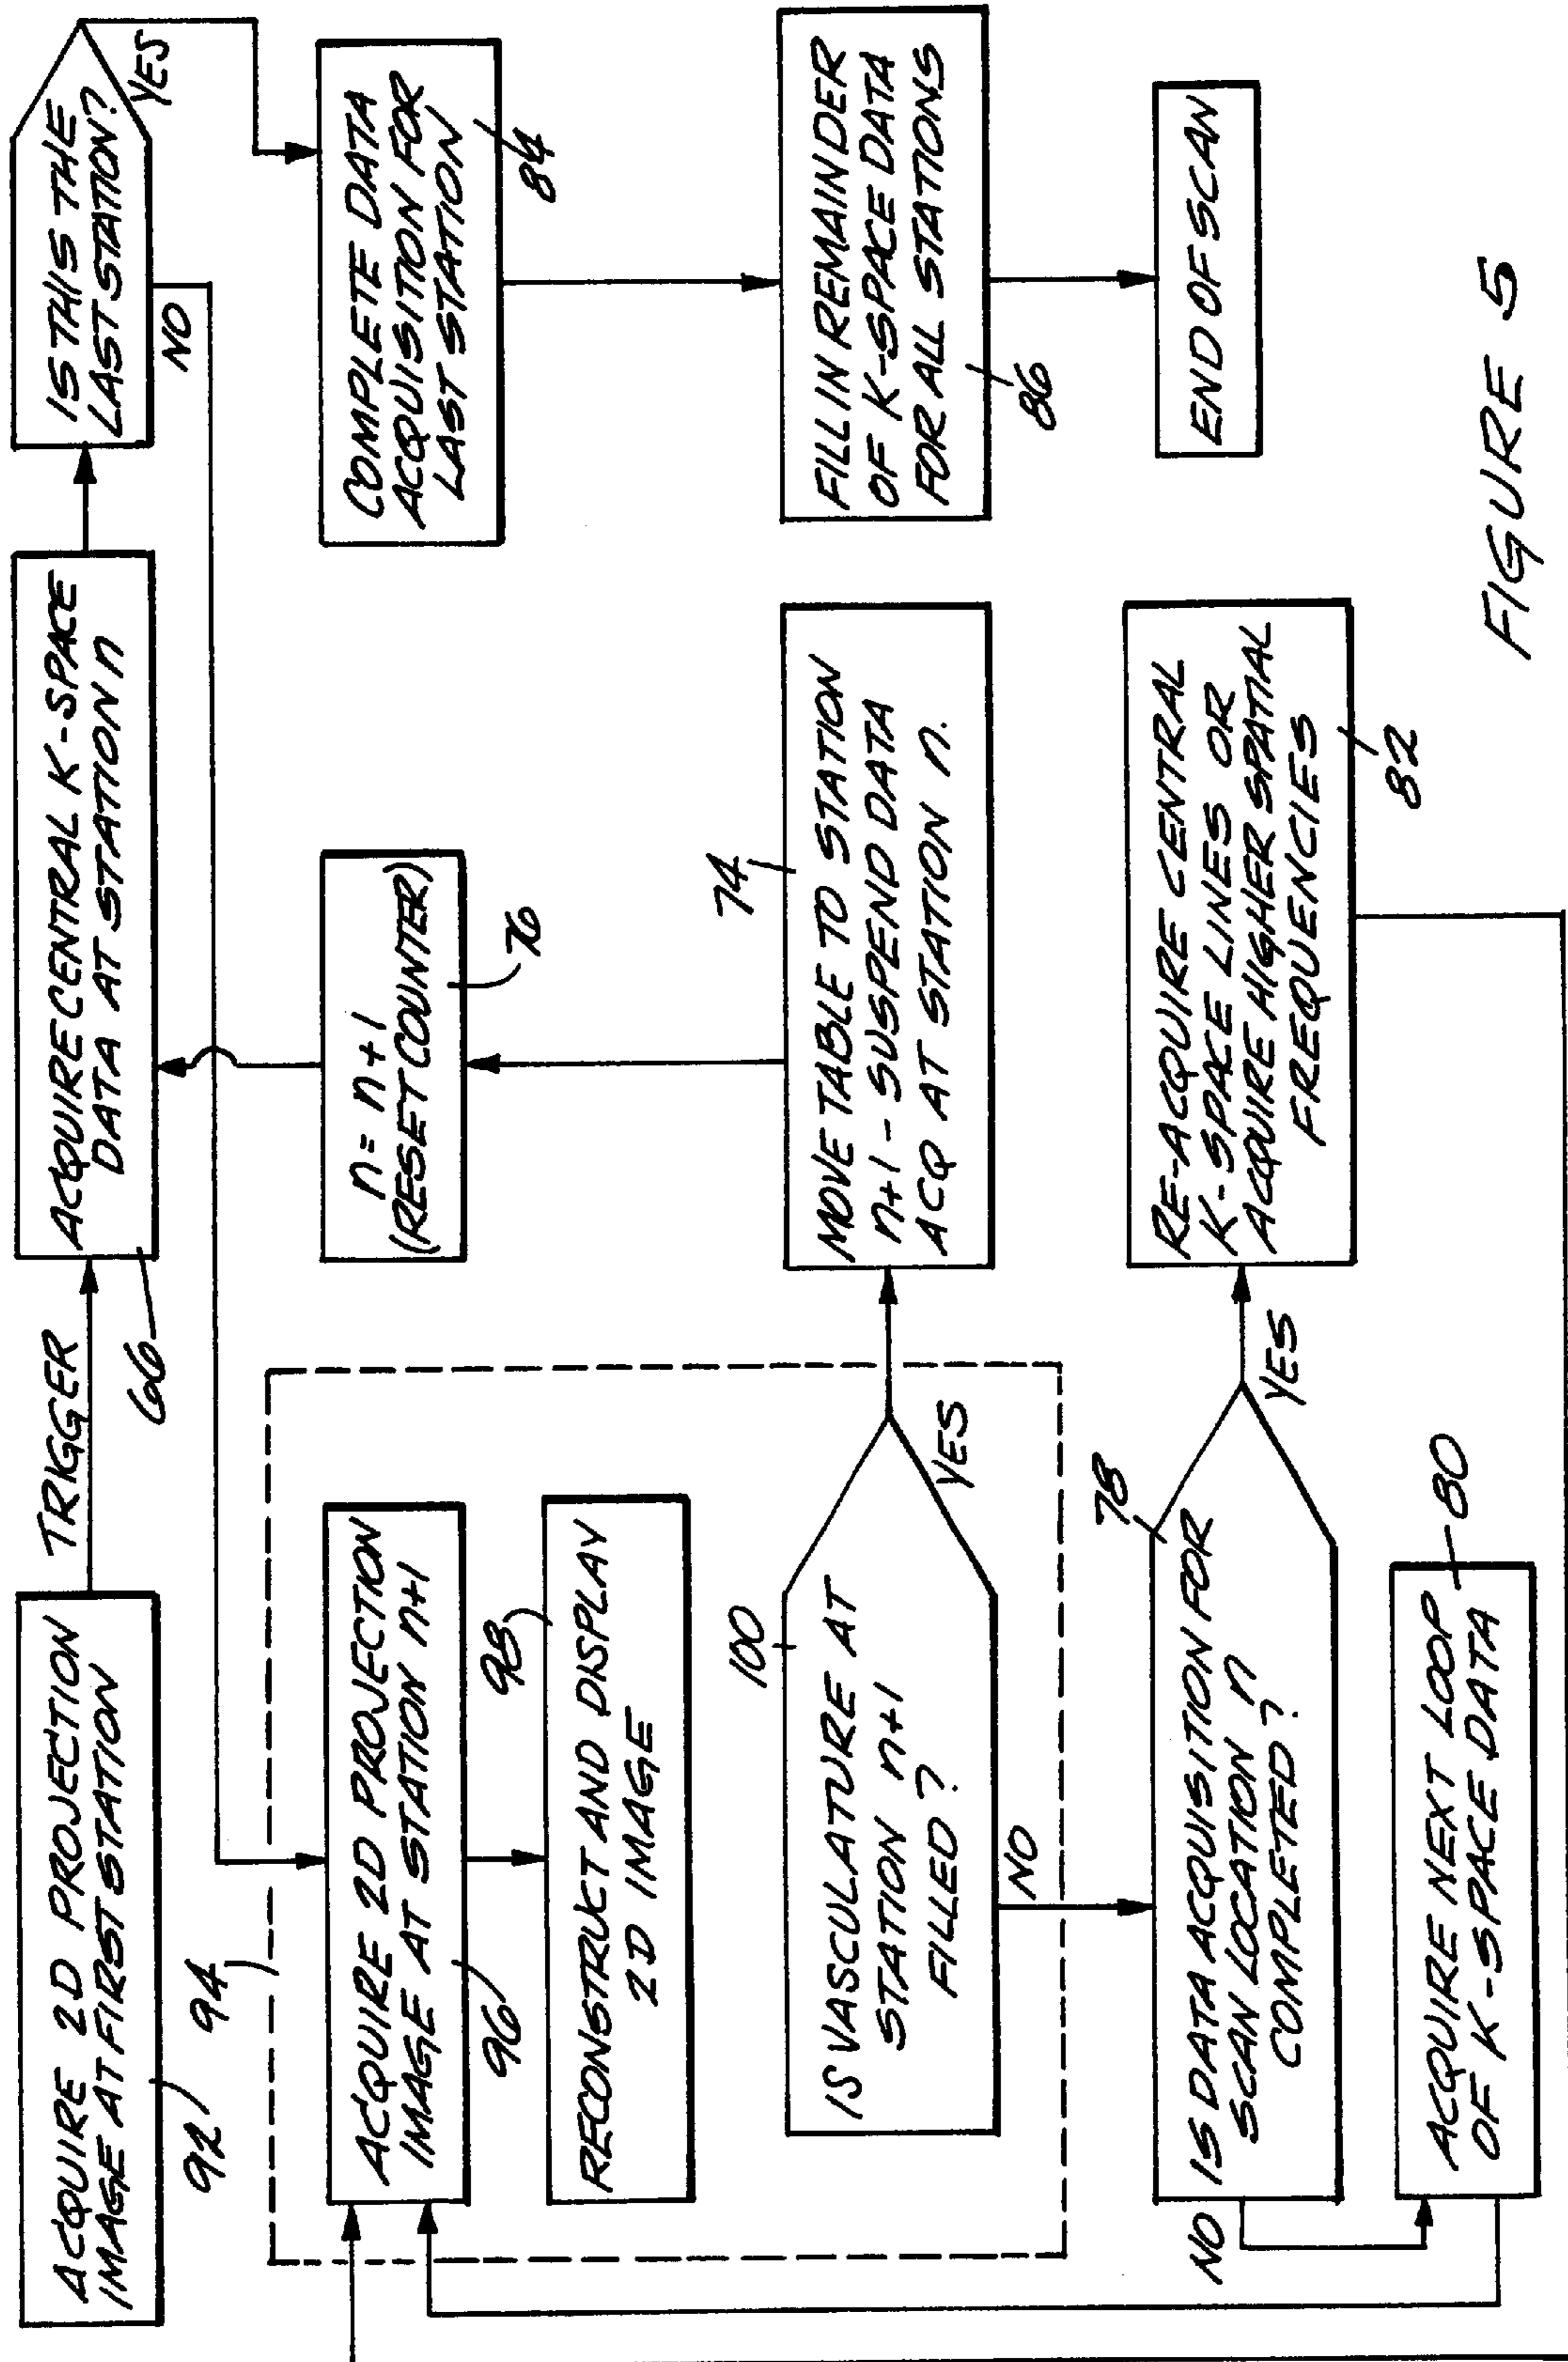 ACQUIRE 2D PROJECTION
IMAGE AT FIRST STATION
92
TRIGGER
ACQUIRE CENTRAL K-SPACE
DATA AT STATION n
66
IS THIS THE
LAST STATION?
YES
NO
94
ACQUIRE 2D PROJECTION
IMAGE AT STATION n+1
96
RECONSTRUCT AND DISPLAY
2D IMAGE
98
n = n+1
(RESET COUNTER)
76
COMPLETE DATA
ACQUISITION FOR
LAST STATION
84
100
IS VASCULATURE AT
STATION n+1
FILLED?
YES
NO
74
MOVE TABLE TO STATION
n+1 - SUSPEND DATA
ACQ AT STATION n.
FILL IN REMAINDER
OF K-SPACE DATA
FOR ALL STATIONS
86
78
IS DATA ACQUISITION FOR
SCAN LOCATION n
COMPLETED?
YES
NO
RE-ACQUIRE CENTRAL
K-SPACE LINES OR
ACQUIRE HIGHER SPATIAL
FREQUENCIES
82
END OF SCAN
ACQUIRE NEXT LOOP
OF K-SPACE DATA
80
FIGURE 5